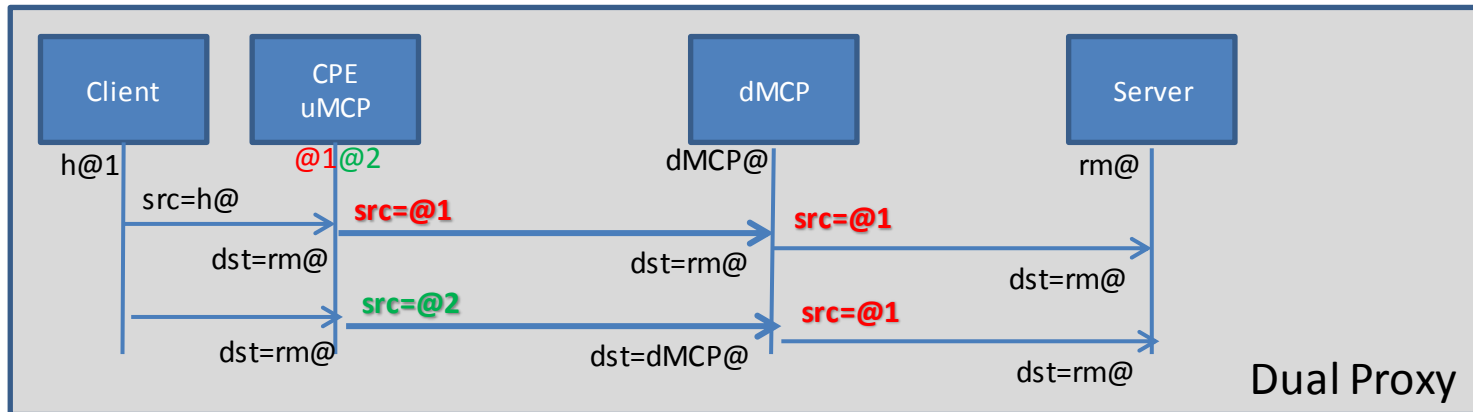 Client
CPE
uMCP
dMCP
Server
h@1
@1@2
dMCP@
rm@
src=h@
src=@1
src=@1
dst=rm@
dst=rm@
dst=rm@
src=@2
src=@1
dst=rm@
dst=dMCP@
dst=rm@
Dual Proxy